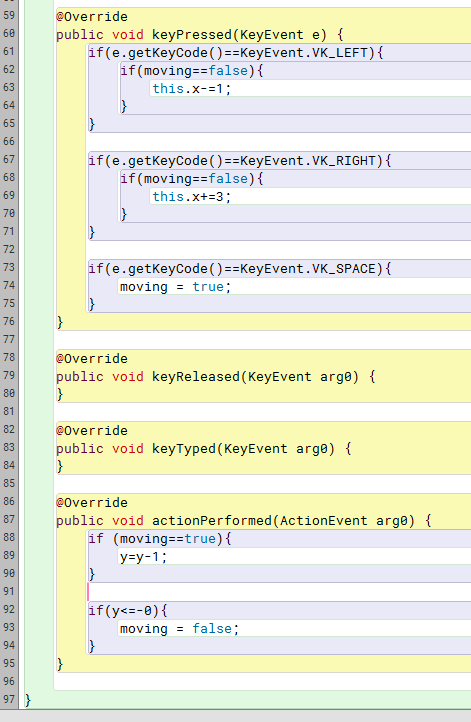 59 @Override
60 public void keyPressed(KeyEvent e) {
61 if(e.getKeyCode()==KeyEvent.VK_LEFT){
62 if(moving==false){
63 this.x-=1;
64 }
65 }
66
67 if(e.getKeyCode()==KeyEvent.VK_RIGHT){
68 if(moving==false){
69 this.x+=3;
70 }
71 }
72
73 if(e.getKeyCode()==KeyEvent.VK_SPACE){
74 moving = true;
75 }
76 }
77
78 @Override
79 public void keyReleased(KeyEvent arg0) {
80 }
81
82 @Override
83 public void keyTyped(KeyEvent arg0) {
84 }
85
86 @Override
87 public void actionPerformed(ActionEvent arg0) {
88 if (moving==true){
89 y=y-1;
90 }
91
92 if(y<=-0){
93 moving = false;
94 }
95 }
96
97 }